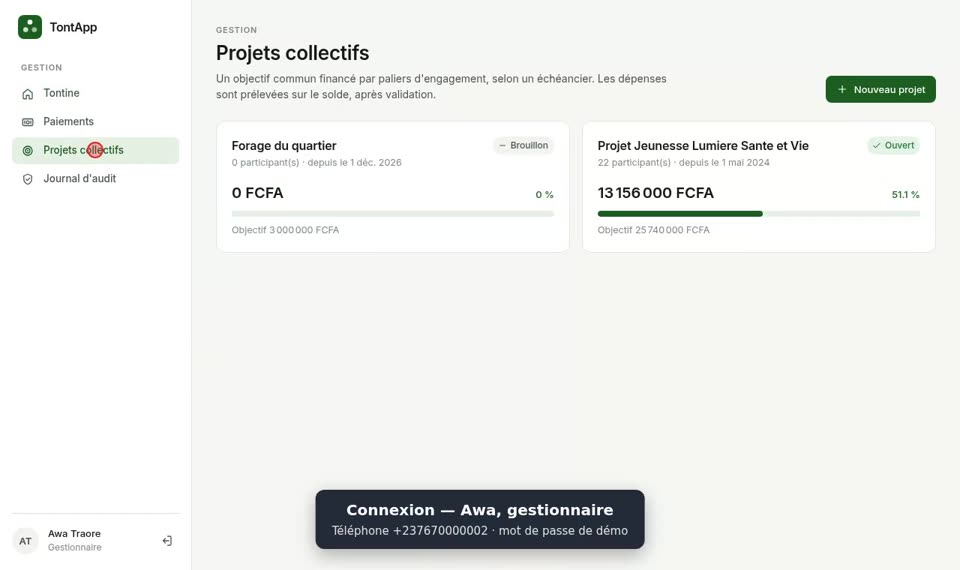 TontApp
GESTION
Tontine
Paiements
Projets collectifs
Journal d'audit
AT
Awa Traore
Gestionnaire
GESTION
Projets collectifs
Un objectif commun financé par paliers d'engagement, selon un échéancier. Les dépenses
sont prélevées sur le solde, après validation.
+ Nouveau projet
Forage du quartier
– Brouillon
0 participant(s) · depuis le 1 déc. 2026
0 FCFA
0 %
Objectif 3 000 000 FCFA
Projet Jeunesse Lumiere Sante et Vie
✓ Ouvert
22 participant(s) · depuis le 1 mai 2024
13 156 000 FCFA
51.1 %
Objectif 25 740 000 FCFA
Connexion — Awa, gestionnaire
Téléphone +237670000002 · mot de passe de démo